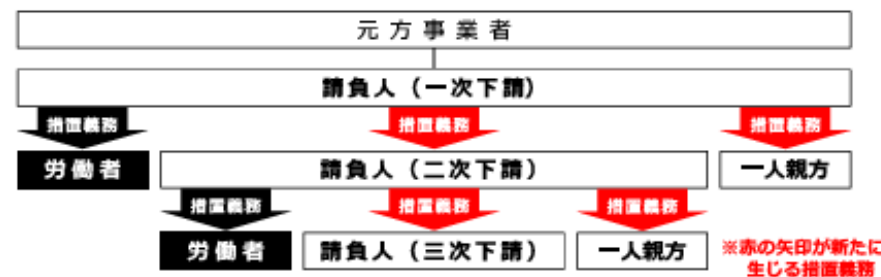 元方事業者
請負人（一次下請）
措置義務 措置義務 措置義務
労働者 請負人（二次下請） 一人親方
措置義務 措置義務 措置義務
労働者 請負人（三次下請） 一人親方
※赤の矢印が新たに
生じる措置義務